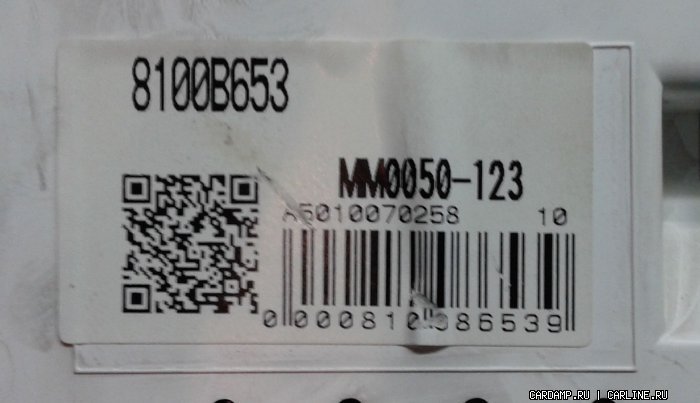 8100B653
MM0050-123
A5010070258 10
CARDAMP.RU | CARLINE.RU